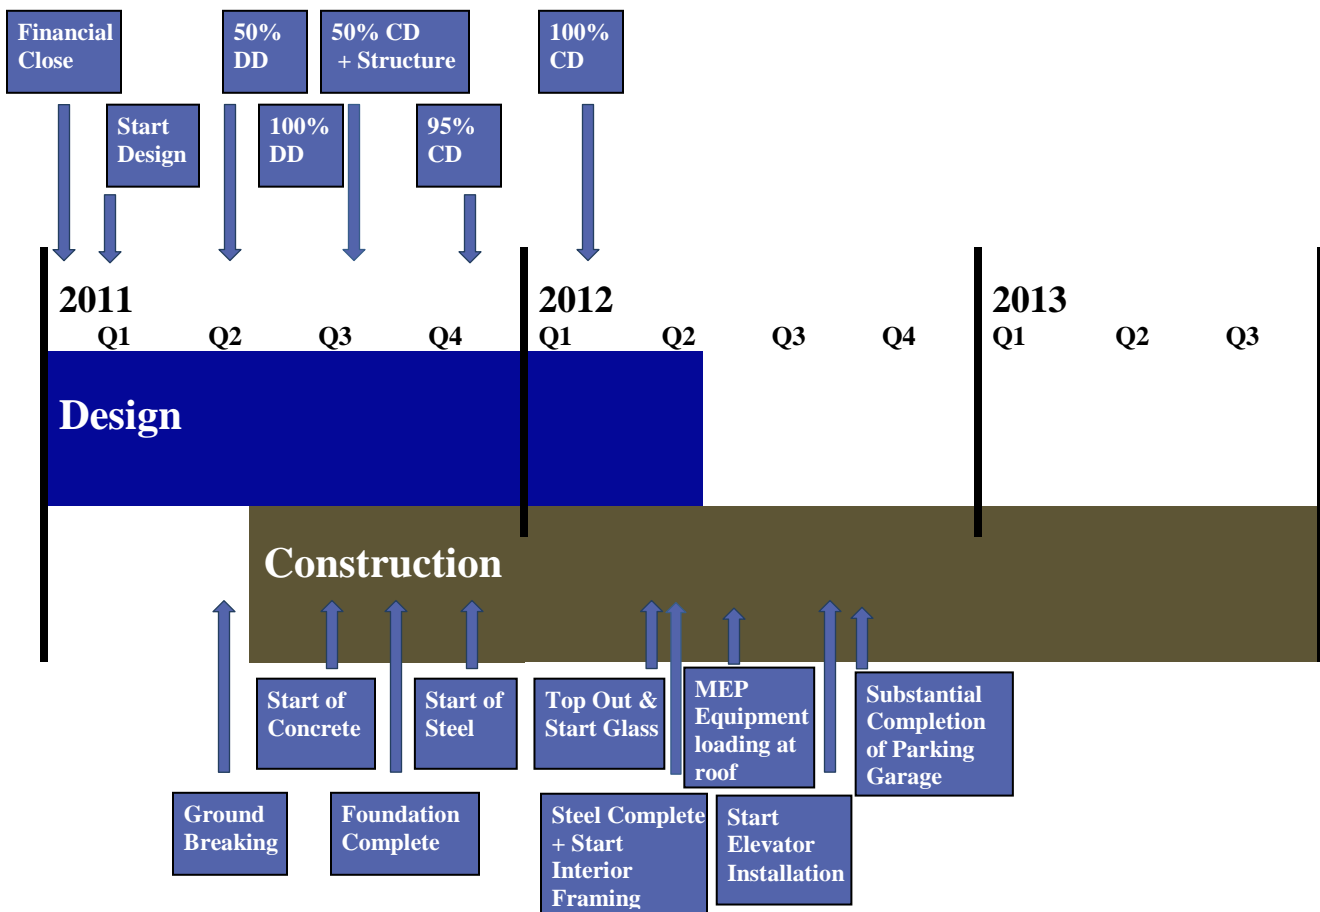 Financial
Close
50%
DD
50% CD
+ Structure
100%
CD
Start
Design
100%
DD
95%
CD
2011
2012
2013
Q1 Q2 Q3 Q4 Q1 Q2 Q3 Q4 Q1 Q2 Q3
Design
Construction
Start of
Concrete
Start of
Steel
Top Out &
Start Glass
MEP
Equipment
loading at
roof
Substantial
Completion
of Parking
Garage
Ground
Breaking
Foundation
Complete
Steel Complete
+ Start
Interior
Framing
Start
Elevator
Installation